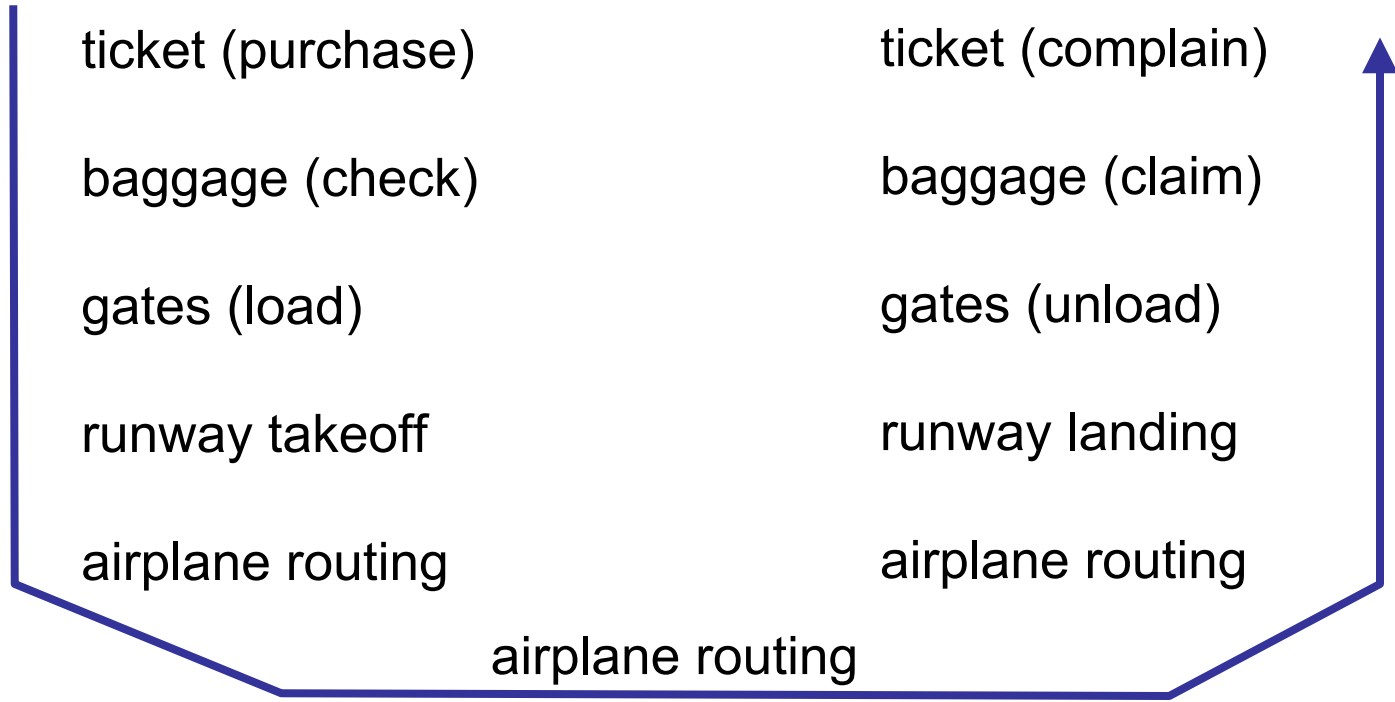 ticket (purchase)
baggage (check)
gates (load)
runway takeoff
airplane routing
ticket (complain)
baggage (claim)
gates (unload)
runway landing
airplane routing
airplane routing